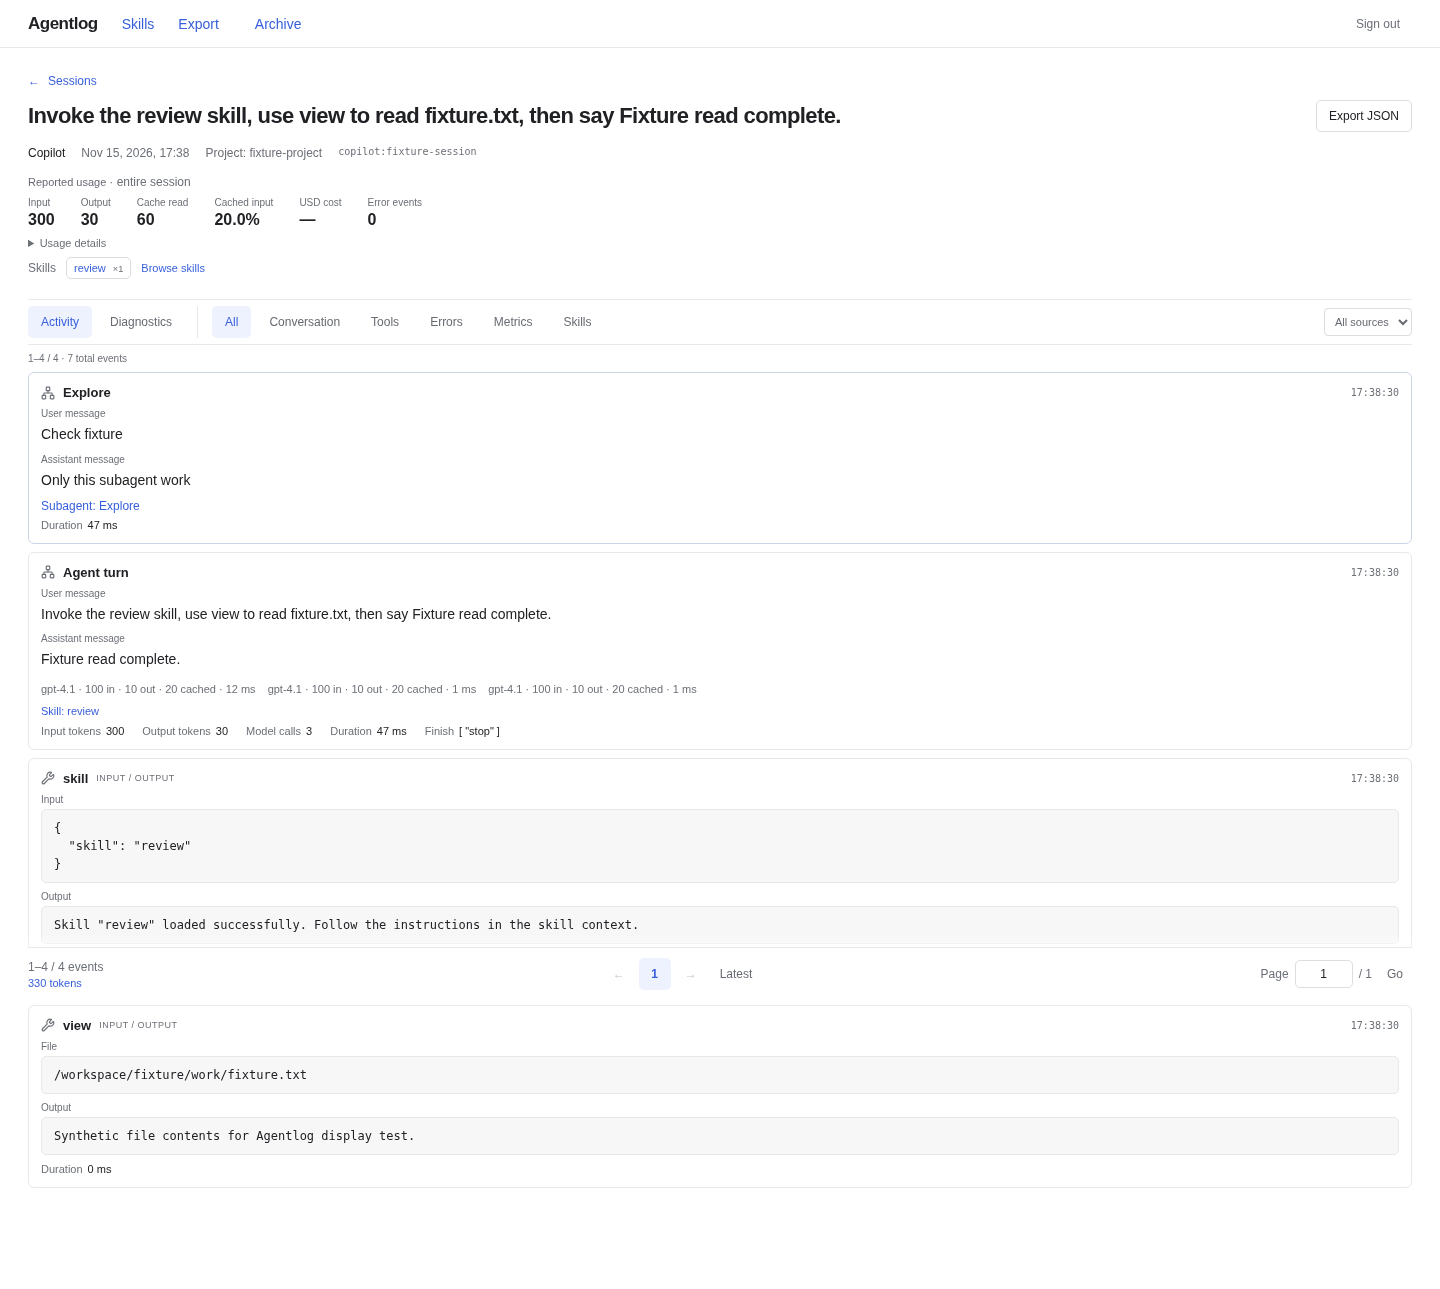 Agentlog Skills Export Archive Sign out
← Sessions
Invoke the review skill, use view to read fixture.txt, then say Fixture read complete. Export JSON
Copilot Nov 15, 2026, 17:38 Project: fixture-project copilot:fixture-session
Reported usage · entire session
Input Output Cache read Cached input USD cost Error events
300 30 60 20.0% — 0
▶ Usage details
Skills review ×1 Browse skills
Activity Diagnostics All Conversation Tools Errors Metrics Skills All sources
1–4 / 4 · 7 total events
Explore 17:38:30
User message
Check fixture
Assistant message
Only this subagent work
Subagent: Explore
Duration 47 ms
Agent turn 17:38:30
User message
Invoke the review skill, use view to read fixture.txt, then say Fixture read complete.
Assistant message
Fixture read complete.
gpt-4.1 · 100 in · 10 out · 20 cached · 12 ms gpt-4.1 · 100 in · 10 out · 20 cached · 1 ms gpt-4.1 · 100 in · 10 out · 20 cached · 1 ms
Skill: review
Input tokens 300 Output tokens 30 Model calls 3 Duration 47 ms Finish [ "stop" ]
skill INPUT / OUTPUT 17:38:30
Input
{
"skill": "review"
}
Output
Skill "review" loaded successfully. Follow the instructions in the skill context.
1–4 / 4 events ← 1 → Latest Page 1 / 1 Go
330 tokens
view INPUT / OUTPUT 17:38:30
File
/workspace/fixture/work/fixture.txt
Output
Synthetic file contents for Agentlog display test.
Duration 0 ms